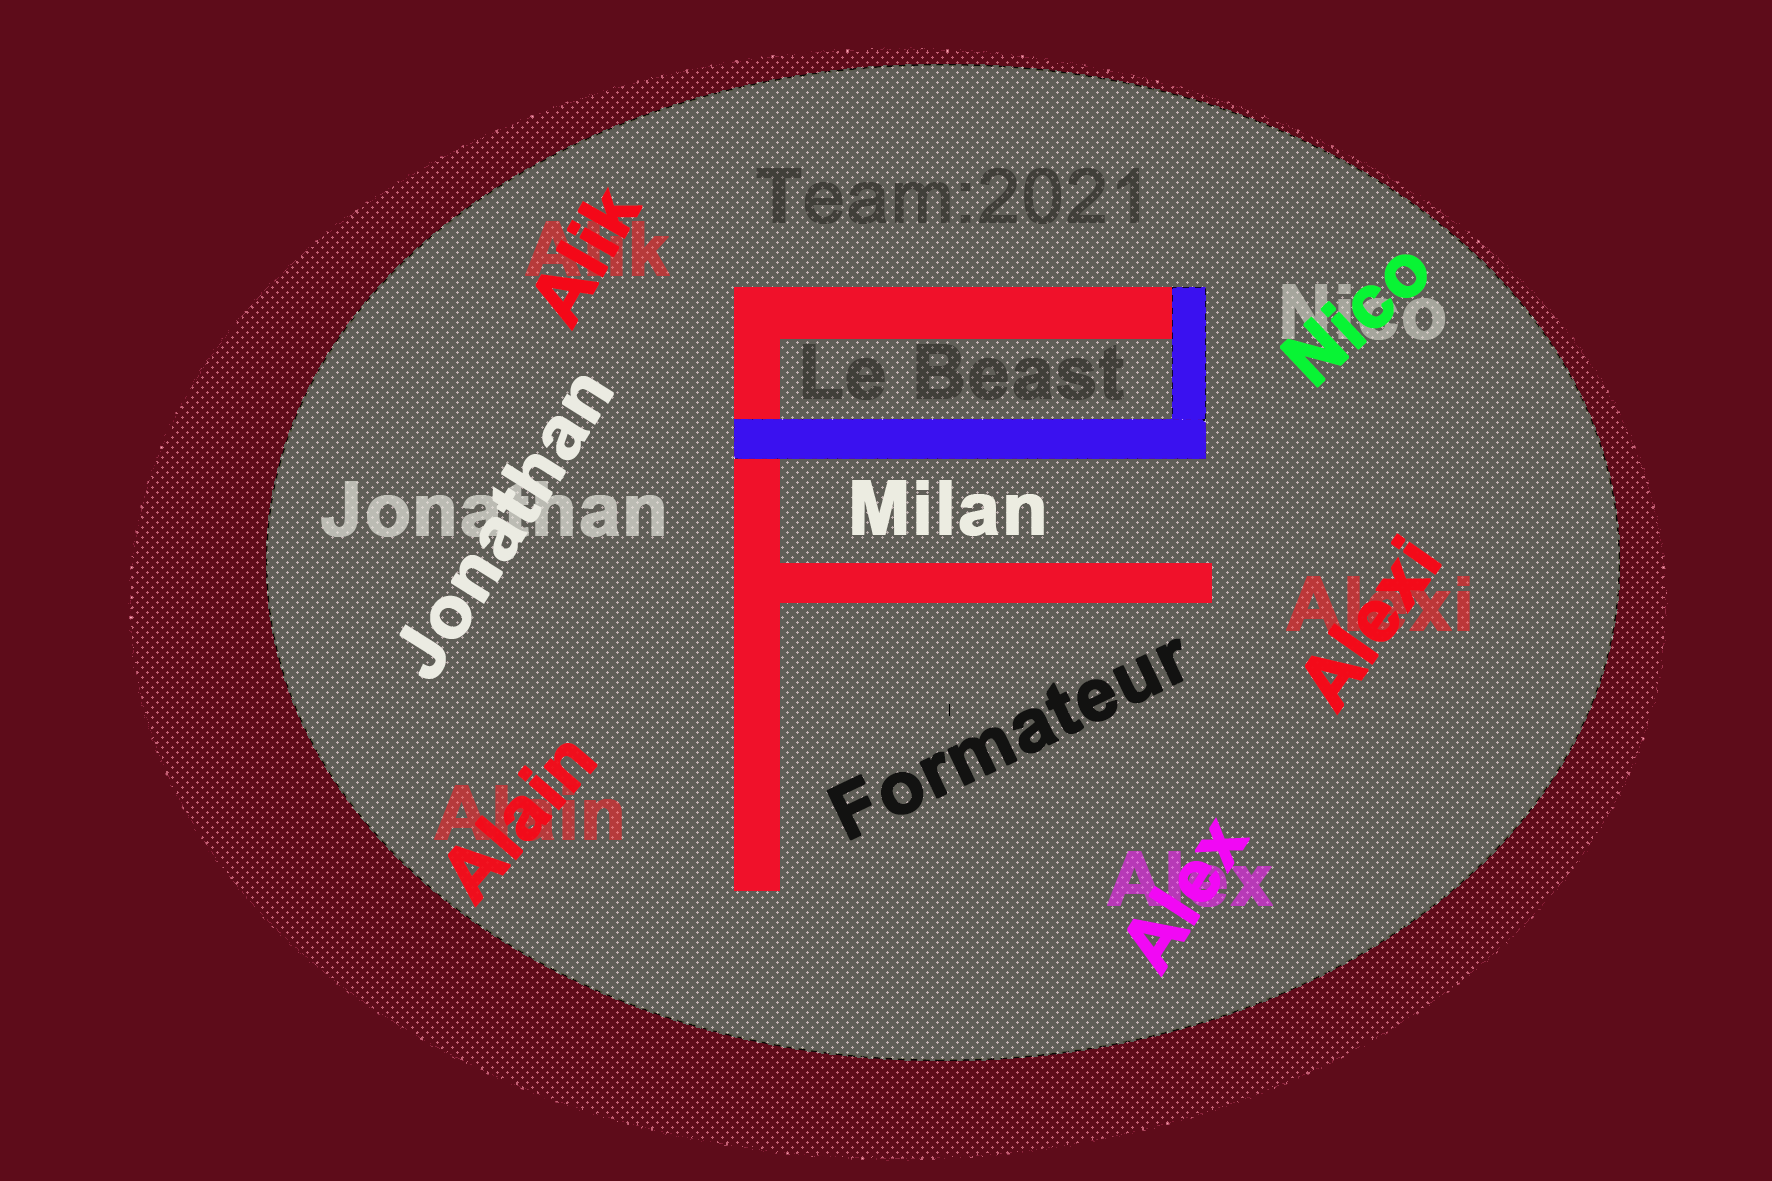 Team:2021
Alik
Alik
Nico
Nico
Le Beast
Jonathan
Jonathan
Milan
Alexi
Alexi
Formateur
Alain
Alain
Alex
Alex